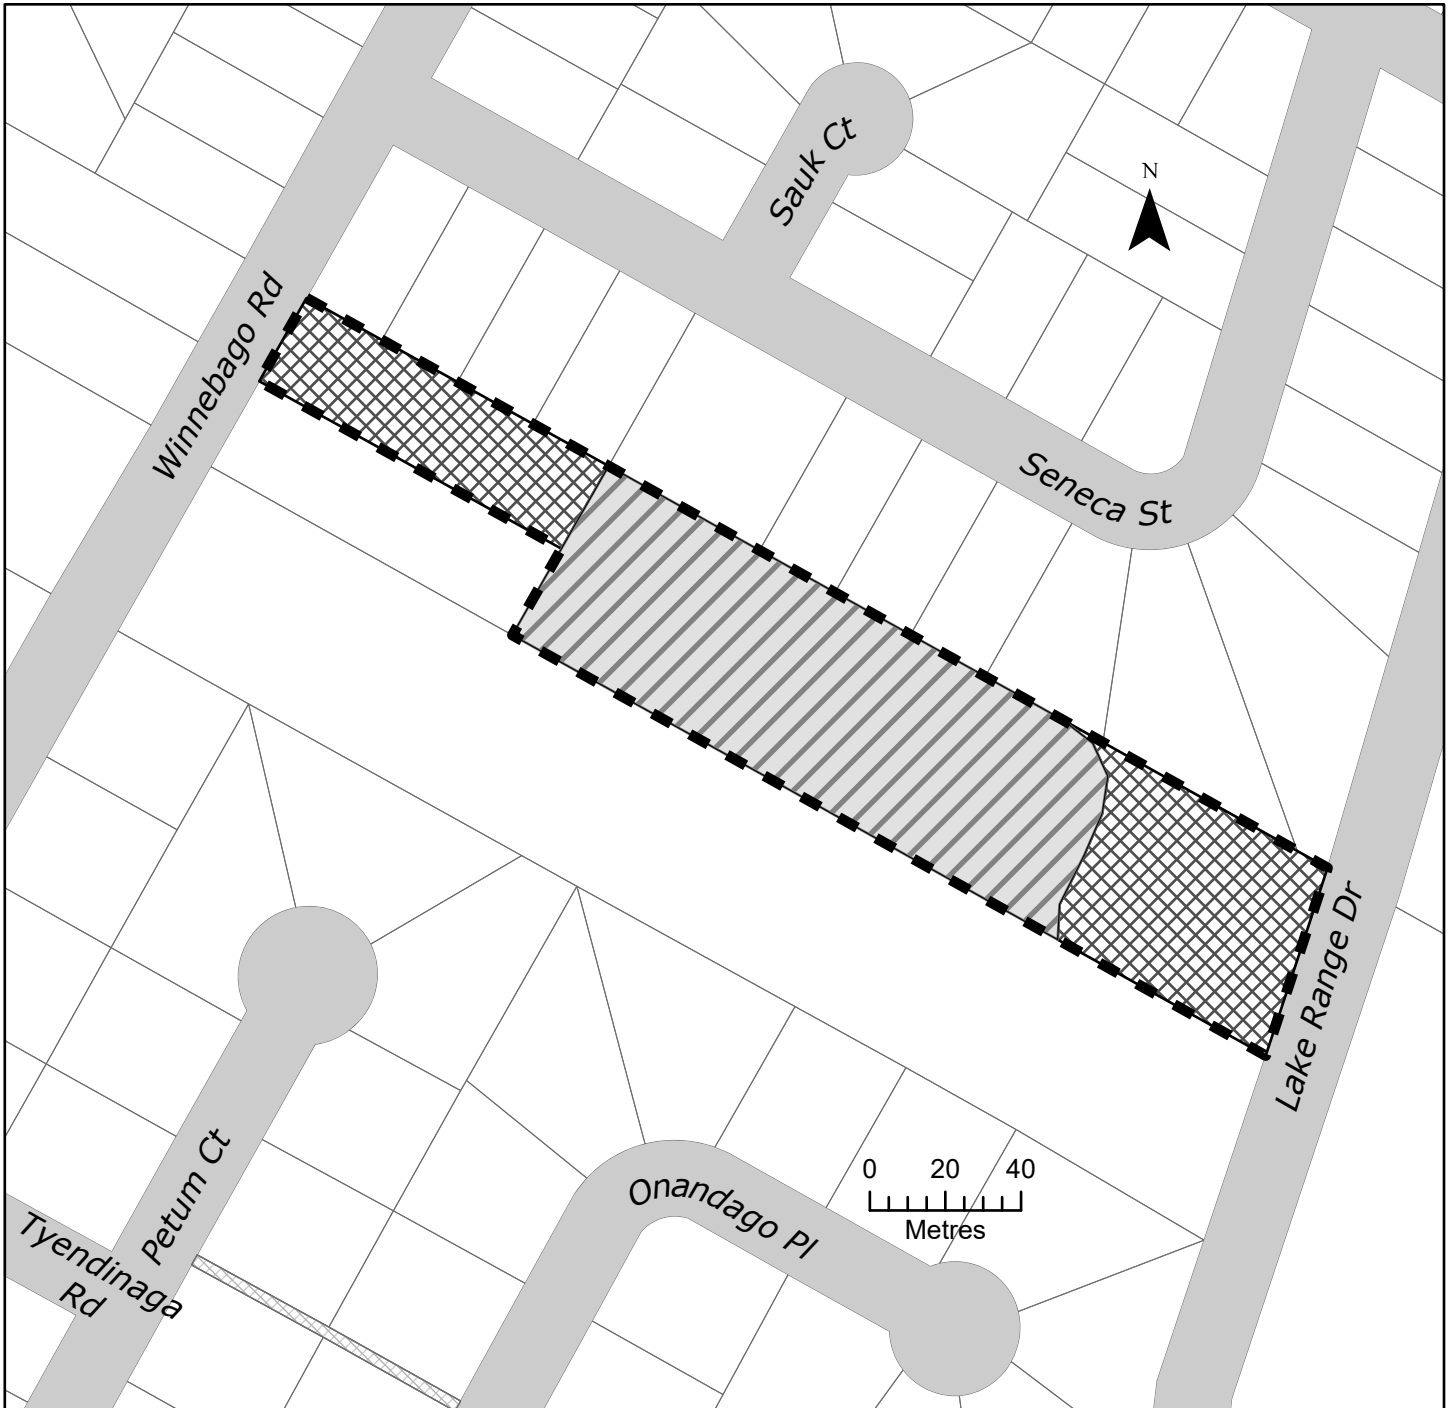 Sauk Ct
N
Winnebago Rd
Seneca St
Lake Range Dr
Petum Ct
Onandago Pl
0 20 40
Metres
Tyendinaga
Rd